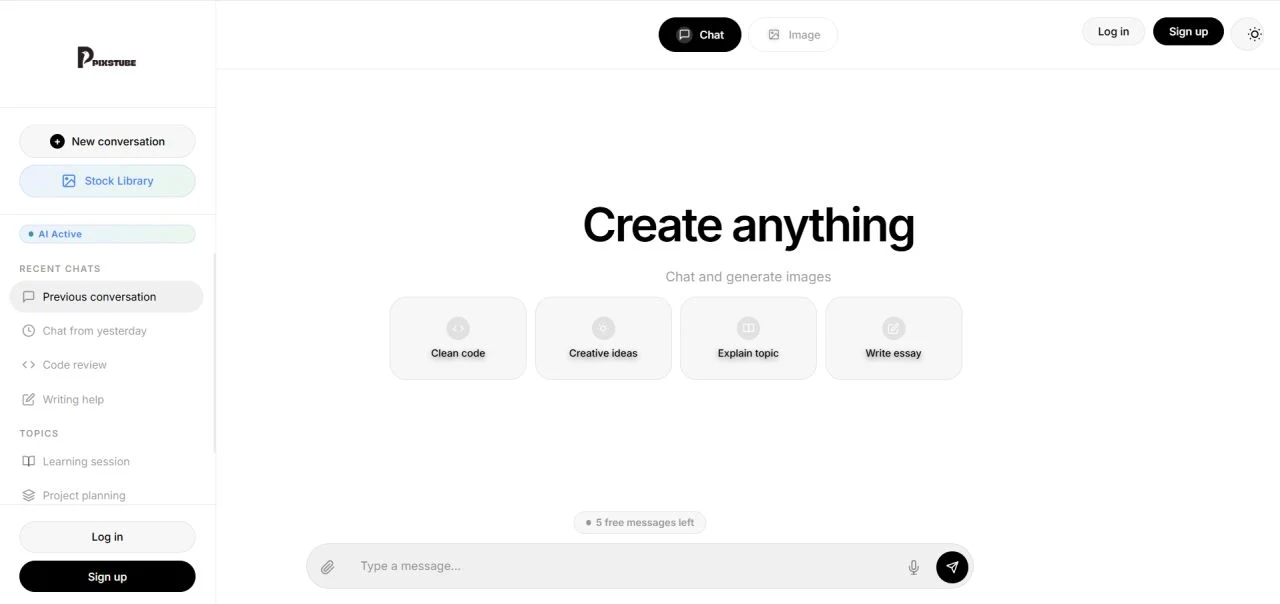 PIXSTUBE
Chat
Image
Log in
Sign up
New conversation
Stock Library
AI Active
RECENT CHATS
Previous conversation
Chat from yesterday
Code review
Writing help
TOPICS
Learning session
Project planning
Log in
Sign up
Create anything
Chat and generate images
Clean code
Creative ideas
Explain topic
Write essay
5 free messages left
Type a message...